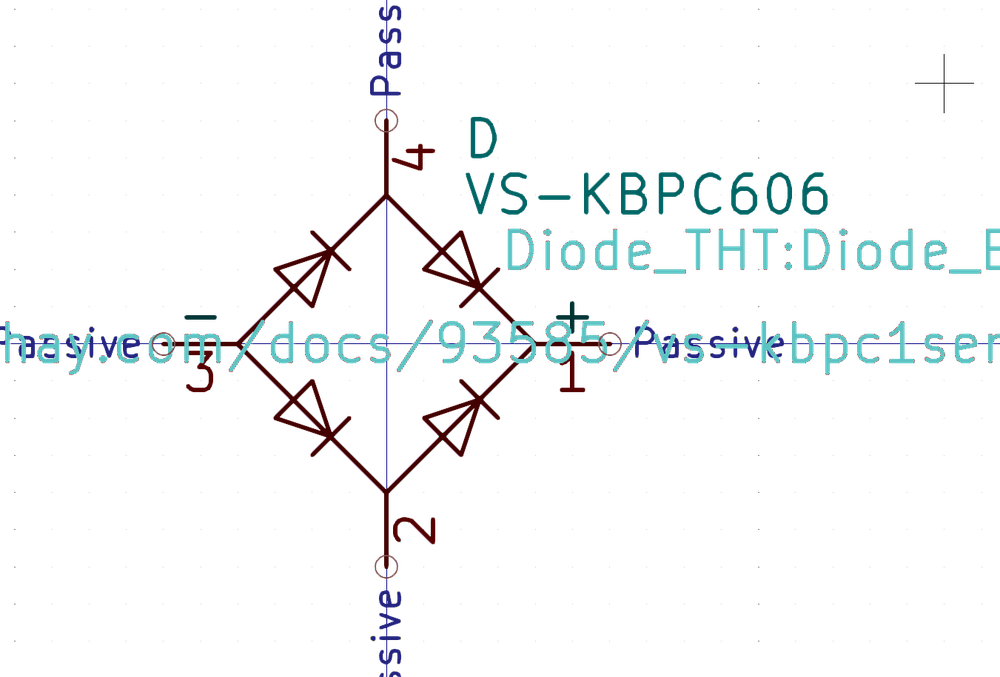 Pass
4
D
VS-KBPC606
Diode_THT:Diode_B
- +
Passive hay.com/docs/93585/vs-kbpc1ser Passive
3 1
2
ssive